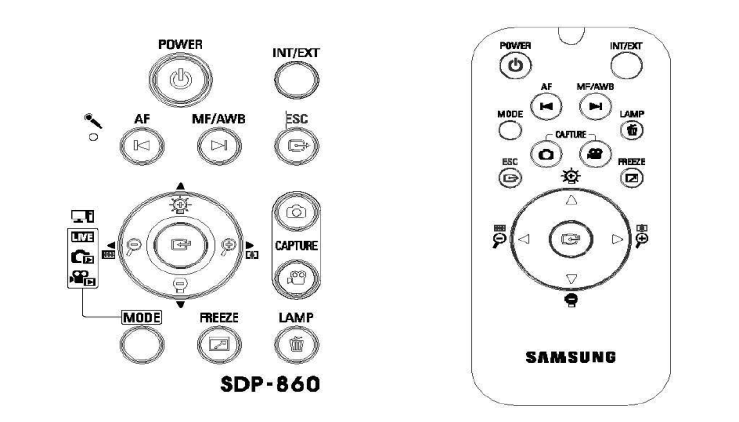 POWER
INT/EXT
AF
MF/AWB
ESC
LIVE
CAPTURE
MODE
FREEZE
LAMP
SDP-860
POWER
INT/EXT
AF
MF/AWB
MODE
LAMP
CAPTURE
ESC
FREEZE
SAMSUNG